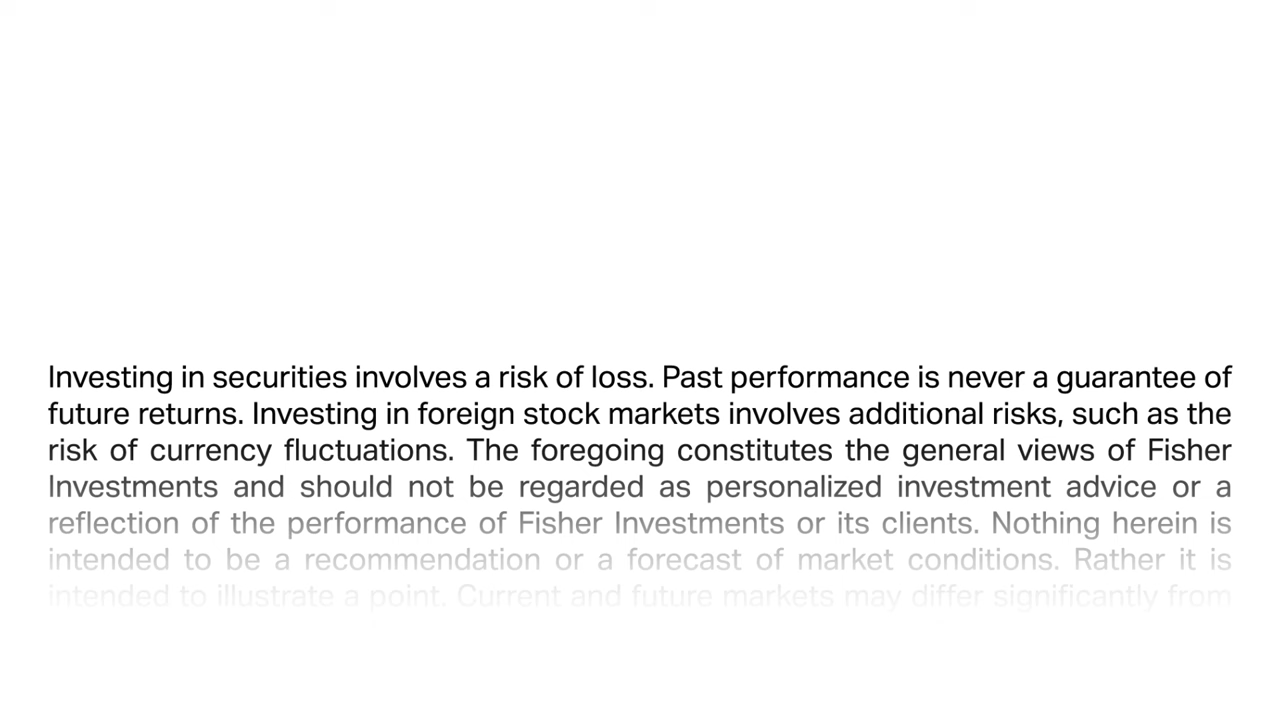 Investing in securities involves a risk of loss. Past performance is never a guarantee of
future returns. Investing in foreign stock markets involves additional risks, such as the
risk of currency fluctuations. The foregoing constitutes the general views of Fisher
Investments and should not be regarded as personalized investment advice or a
reflection of the performance of Fisher Investments or its clients. Nothing herein is
intended to be a recommendation or a forecast of market conditions. Rather it is
intended to illustrate a point. Current and future markets may differ significantly from